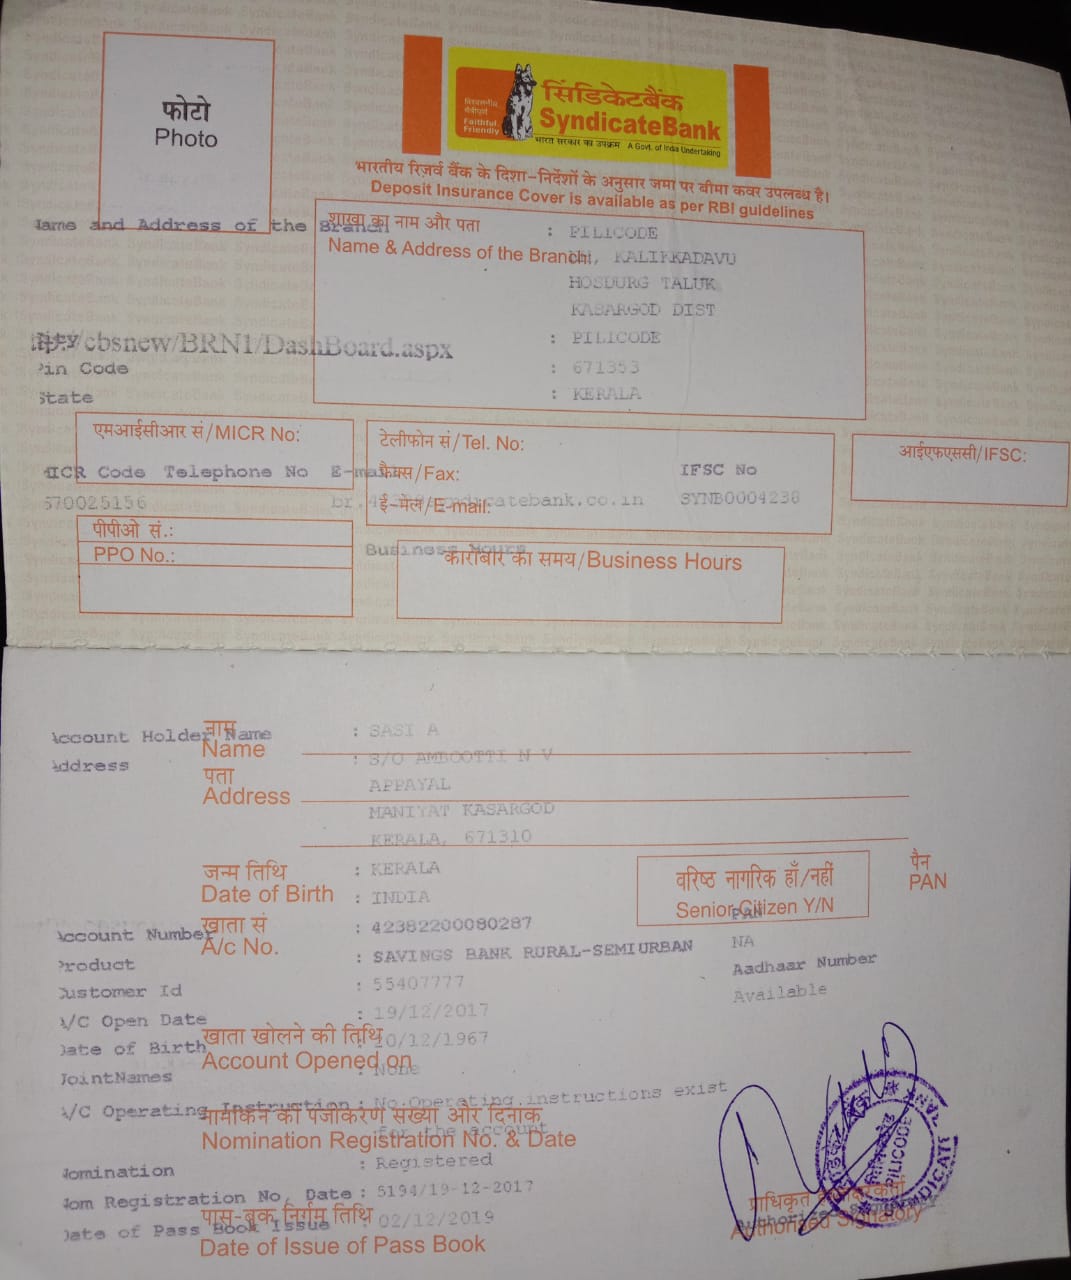 फोटो
Photo
विश्वसनीय
मैत्रीपूर्ण
Faithful
Friendly
सिंडिकेटबैंक
SyndicateBank
भारत सरकार का उपक्रम A Govt. of India Undertaking
भारतीय रिज़र्व बैंक के दिशा-निर्देशों के अनुसार जमा पर बीमा कवर उपलब्ध है।
Deposit Insurance Cover is available as per RBI guidelines
ame and Address of the Branch
शाखा का नाम और पता
Name & Address of the Branch
: PILICODE
KALIKKADAVU
HOSDURG TALUK
KASARGOD DIST
: PILICODE
/cbsnew/BRN1/DashBoard.aspx
in Code : 671353
State : KERALA
एमआईसीआर सं/MICR No:
टेलीफोन सं/Tel. No:
आईएफएससी/IFSC:
फैक्स/Fax:
ICR Code Telephone No E-mail IFSC No
570025156 syndicatebank.co.in SYNB0004238
ई-मेल/E-mail:
पीपीओ सं.:
PPO No.:
Business Hours
कारोबार का समय/Business Hours
Account Holder Name : SASI A
नाम
Name
Address : S/O AMBOOTTI N V
पता
Address
APPAYAL
MANIYAT KASARGOD
KERALA, 671310
: KERALA
: INDIA
जन्म तिथि
Date of Birth
वरिष्ठ नागरिक हाँ/नहीं
Senior Citizen Y/N
पैन
PAN
Account Number : 42382200080287 PAN
खाता सं
A/c No.
Product : SAVINGS BANK RURAL-SEMIURBAN NA
Customer Id : 55407777 Aadhaar Number
Available
A/C Open Date : 19/12/2017
खाता खोलने की तिथि
Account Opened on
Date of Birth 0/12/1967
JointNames : None
A/C Operating Instruction : No Operating instructions exist
for the account
नामांकन का पंजीकरण संख्या और दिनांक
Nomination Registration No. & Date
Nomination : Registered
Nom Registration No, Date : 5194/19-12-2017
Date of Pass Book Issue : 02/12/2019
पास-बुक निर्गम तिथि
Date of Issue of Pass Book
प्राधिकृत हस्ताक्षरकर्ता
Authorised Signatory
PILICODE
SYNDICATE BANK